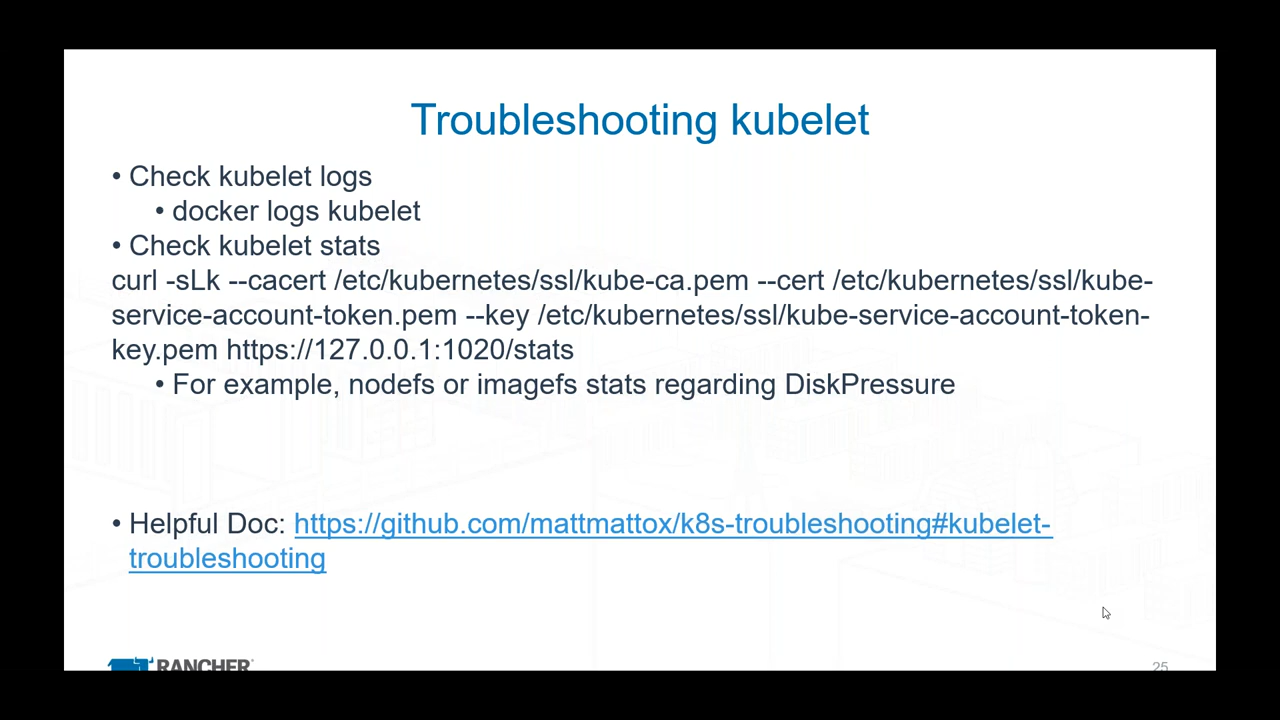 Troubleshooting kubelet
• Check kubelet logs
• docker logs kubelet
• Check kubelet stats
curl -sLk --cacert /etc/kubernetes/ssl/kube-ca.pem --cert /etc/kubernetes/ssl/kube-
service-account-token.pem --key /etc/kubernetes/ssl/kube-service-account-token-
key.pem https://127.0.0.1:1020/stats
• For example, nodefs or imagefs stats regarding DiskPressure
• Helpful Doc: https://github.com/mattmattox/k8s-troubleshooting#kubelet-
troubleshooting
RANCHER
25